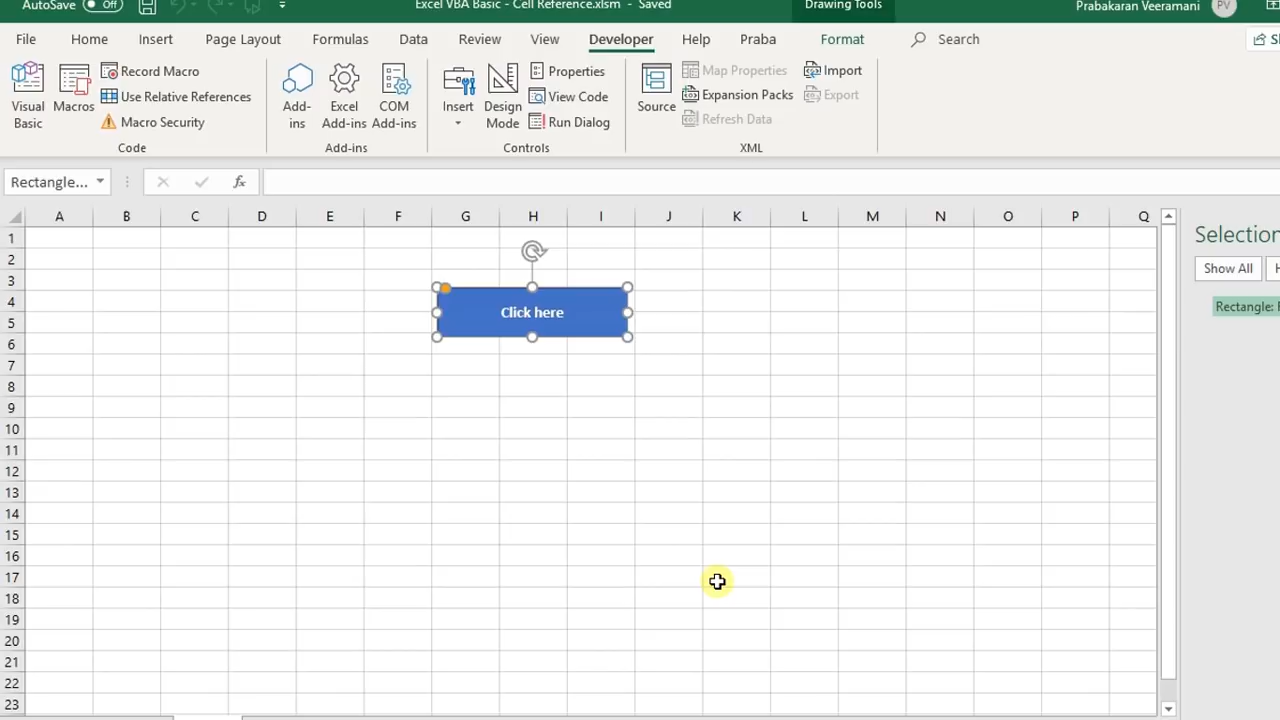 AutoSave Off Excel VBA Basic - Cell Reference.xlsm - Saved Drawing Tools Prabakaran Veeramani PV
File Home Insert Page Layout Formulas Data Review View Developer Help Praba Format Search
Visual Basic
Macros
Record Macro
Use Relative References
Macro Security
Code
Add-ins
Excel Add-ins
COM Add-ins
Add-ins
Insert
Design Mode
Properties
View Code
Run Dialog
Controls
Source
Map Properties
Expansion Packs
Refresh Data
Import
Export
XML
Rectangle... fx
A B C D E F G H I J K L M N O P Q
1
2
3
4
5
6
7
8
9
10
11
12
13
14
15
16
17
18
19
20
21
22
23
Click here
Selection
Show All
Rectangle: